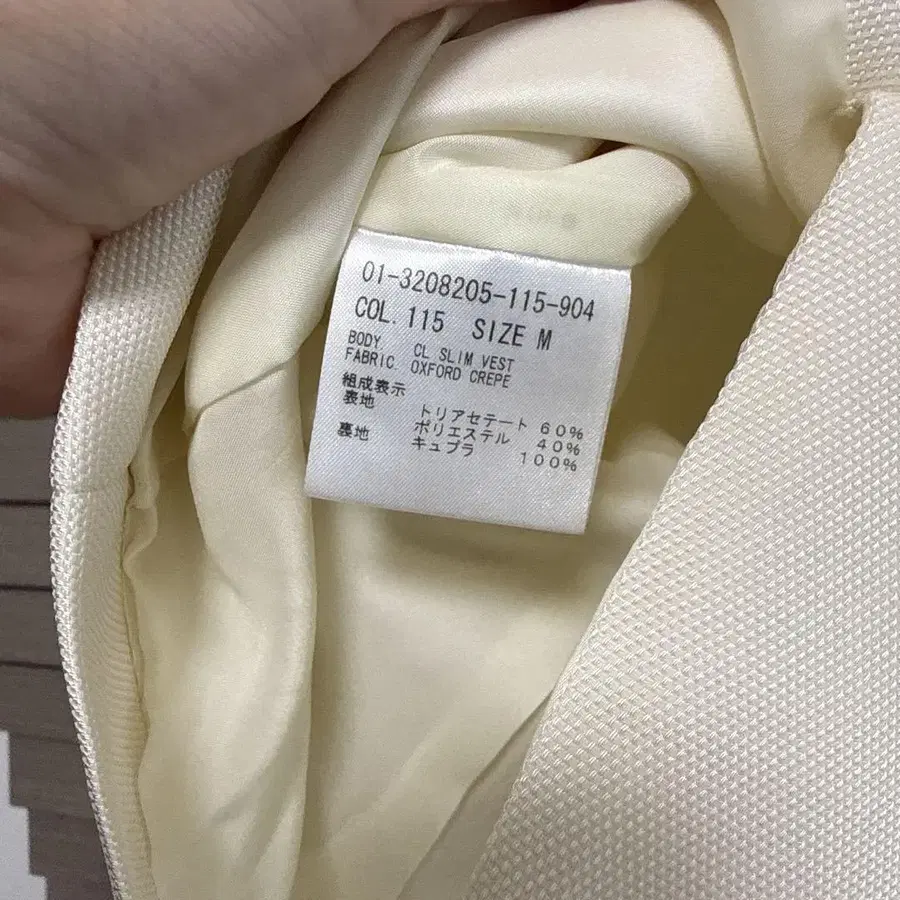 01-3208205-115-904
COL. 115 SIZE M
BODY CL SLIM VEST
FABRIC. OXFORD CREPE
組成表示
表地 トリアセテート 60%
ポリエステル 40%
裏地 キュプラ 100%